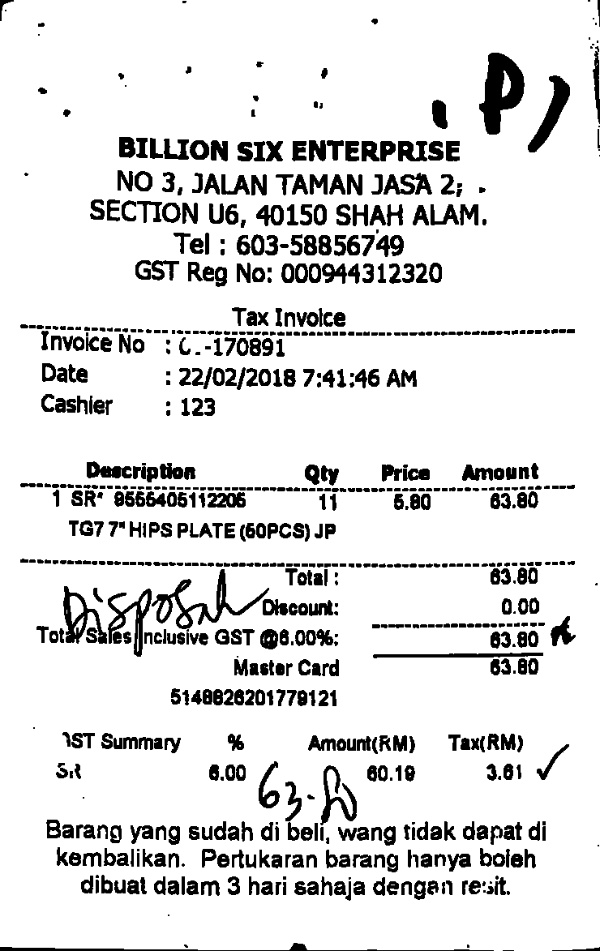 P)
BILLION SIX ENTERPRISE
NO 3, JALAN TAMAN JASA 2,
SECTION U6, 40150 SHAH ALAM.
Tel : 603-58856749
GST Reg No: 000944312320
Tax Invoice
Invoice No : -170891
Date : 22/02/2018 7:41:46 AM
Cashier : 123
Description Qty Price Amount
1 SR* 9555405112205 11 5.80 63.80
TG7 7" HIPS PLATE (50PCS) JP
Total : 63.80
Disposal
Discount: 0.00
Total Sales Inclusive GST @6.00%: 63.80
Master Card 63.80
5148826201779121
GST Summary % Amount(RM) Tax(RM)
SR 6.00 60.19 3.61
63.80
Barang yang sudah di beli, wang tidak dapat di
kembalikan. Pertukaran barang hanya boleh
dibuat dalam 3 hari sahaja dengan resit.